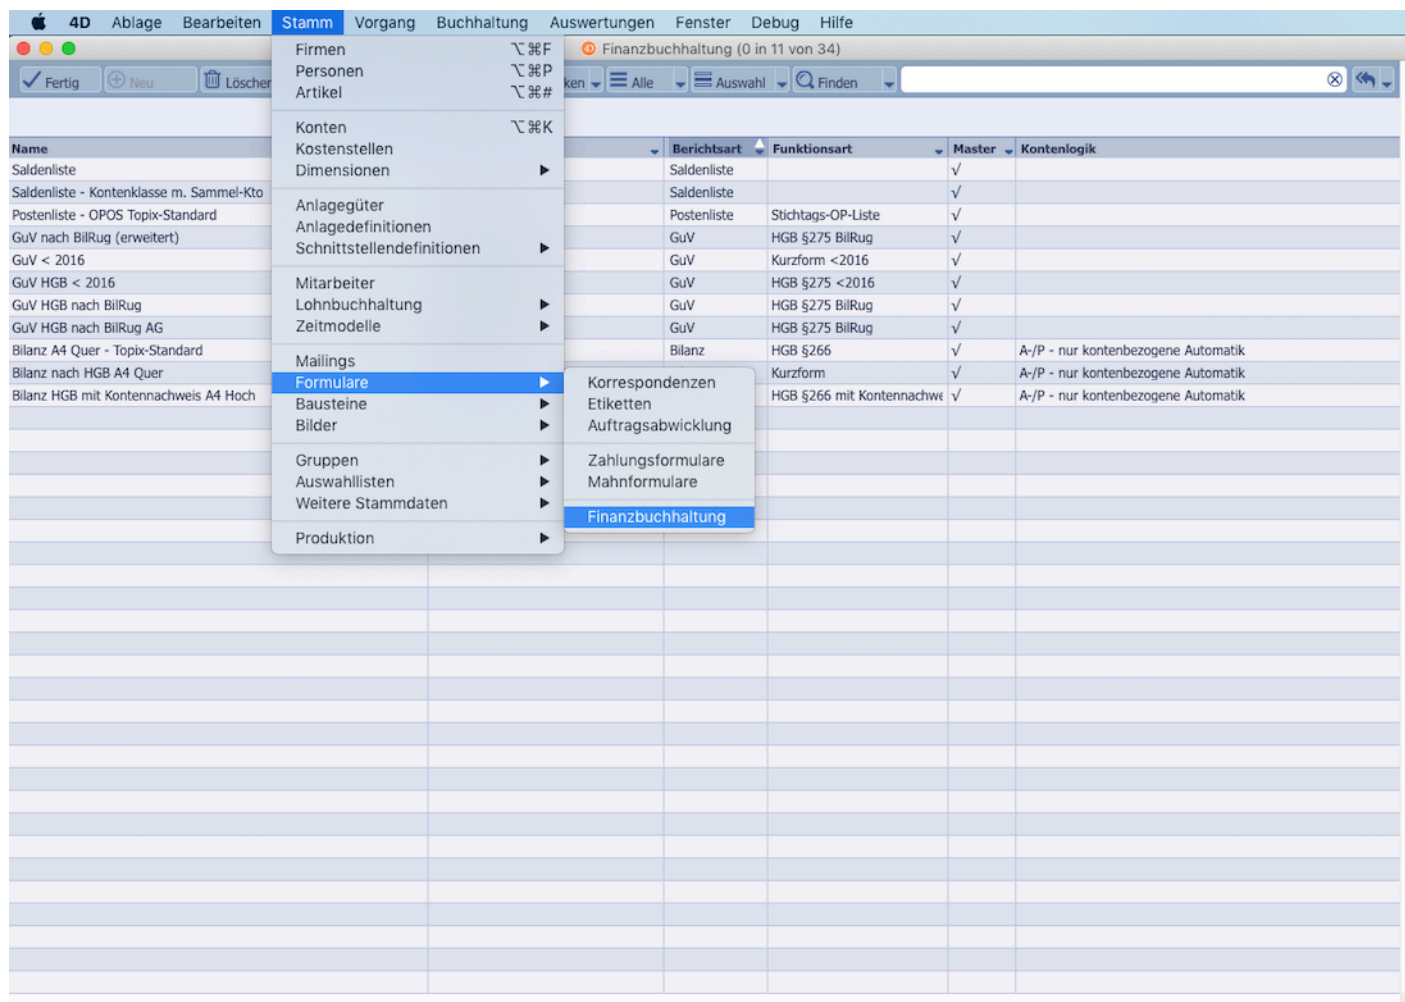 4D Ablage Bearbeiten Stamm Vorgang Buchhaltung Auswertungen Fenster Debug Hilfe
Finanzbuchhaltung (0 in 11 von 34)
Fertig Neu Alle Auswahl Finden
Firmen ⌥⌘F
Personen ⌥⌘P
Artikel ⌥⌘#
Konten ⌥⌘K
Kostenstellen
Dimensionen
Anlagegüter
Anlagedefinitionen
Schnittstellendefinitionen
Mitarbeiter
Lohnbuchhaltung
Zeitmodelle
Mailings
Formulare
Bausteine
Bilder
Gruppen
Auswahllisten
Weitere Stammdaten
Produktion
Korrespondenzen
Etiketten
Auftragsabwicklung
Zahlungsformulare
Mahnformulare
Finanzbuchhaltung
Name Berichtsart Funktionsart Master Kontenlogik
Saldenliste Saldenliste √
Saldenliste - Kontenklasse m. Sammel-Kto Saldenliste √
Postenliste - OPOS Topix-Standard Postenliste Stichtags-OP-Liste √
GuV nach BilRug (erweitert) GuV HGB §275 BilRug √
GuV < 2016 GuV Kurzform <2016 √
GuV HGB < 2016 GuV HGB §275 <2016 √
GuV HGB nach BilRug GuV HGB §275 BilRug √
GuV HGB nach BilRug AG GuV HGB §275 BilRug √
Bilanz A4 Quer - Topix-Standard Bilanz HGB §266 √ A-/P - nur kontenbezogene Automatik
Bilanz nach HGB A4 Quer Kurzform √ A-/P - nur kontenbezogene Automatik
Bilanz HGB mit Kontennachweis A4 Hoch HGB §266 mit Kontennachwe √ A-/P - nur kontenbezogene Automatik